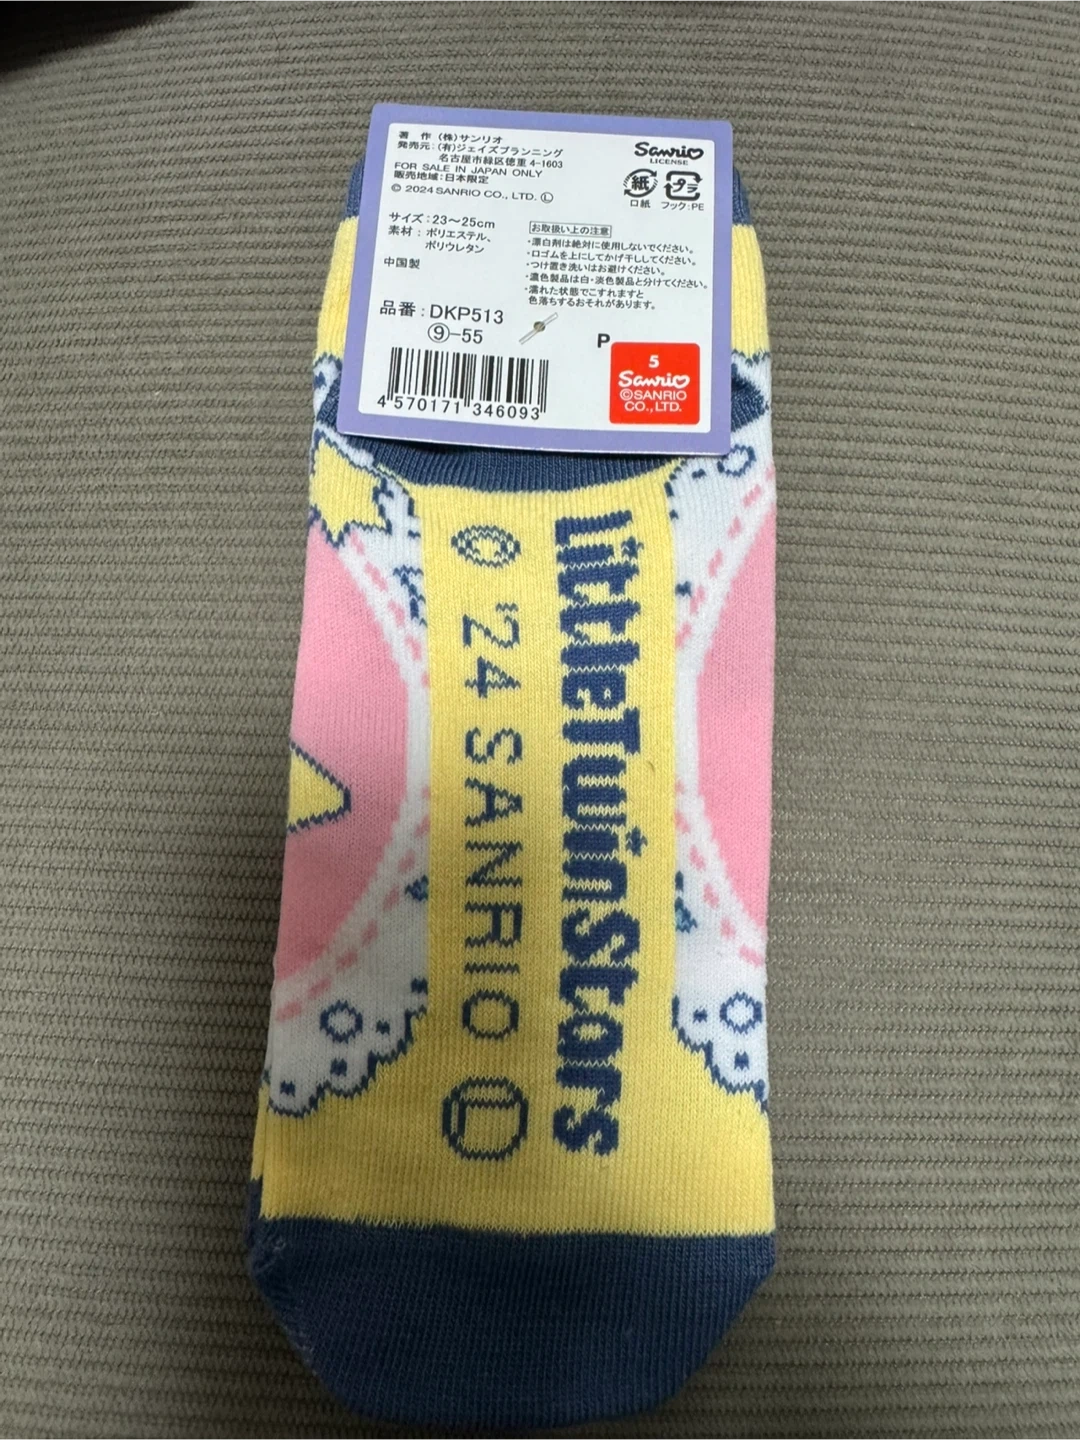 著 作 (株)サンリオ
発売元:(有)ジェイズプランニング
名古屋市緑区徳重4-1603
FOR SALE IN JAPAN ONLY
販売地域:日本限定
© 2024 SANRIO CO., LTD. Ⓛ
Sanrio
LICENSE
紙
プラ
口紙 フック:PE
サイズ:23〜25cm
素材:ポリエステル、
ポリウレタン
中国製
お取扱い上の注意
・漂白剤は絶対に使用しないでください。
・口ゴムを上にしてかげ干ししてください。
・つけ置き洗いはお避けください。
・濃色製品は白・淡色製品と分けてください。
・濡れた状態でこすれますと
色落ちするおそれがあります。
品番:DKP513
⑨-55
P
4 570171 346093
5
Sanrio
©SANRIO
CO.,LTD.
LittleTwinStars
© '24 SANRIO Ⓛ